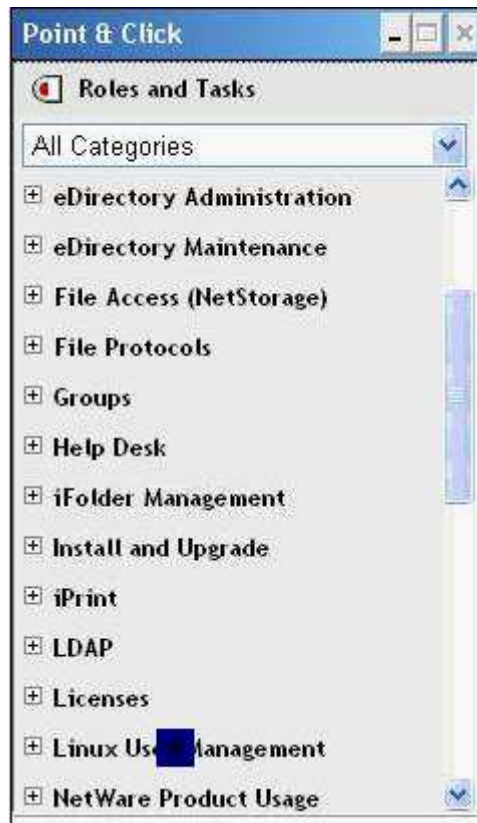 Point & Click
Roles and Tasks
All Categories
eDirectory Administration
eDirectory Maintenance
File Access (NetStorage)
File Protocols
Groups
Help Desk
iFolder Management
Install and Upgrade
iPrint
LDAP
Licenses
Linux Management
NetWare Product Usage